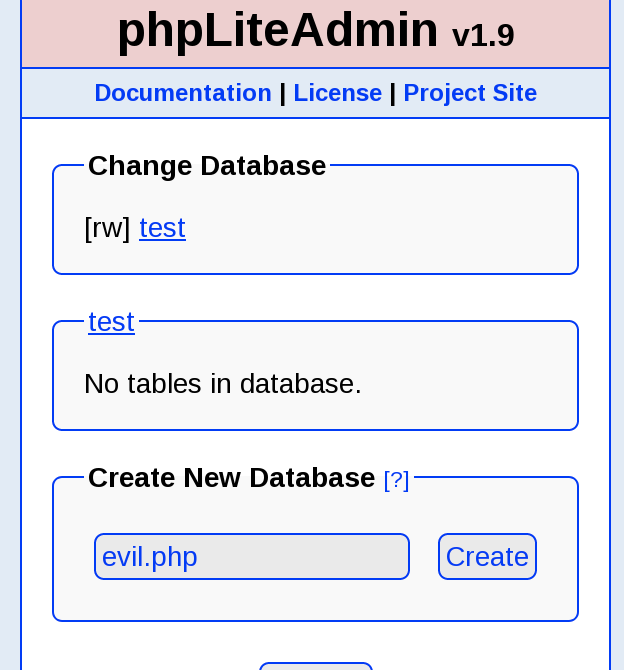 phpLiteAdmin v1.9
Documentation | License | Project Site
Change Database
[rw] test
test
No tables in database.
Create New Database [?]
evil.php Create